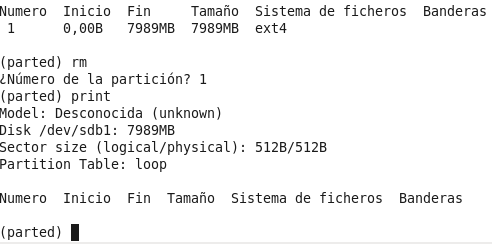 Numero  Inicio  Fin     Tamaño  Sistema de ficheros  Banderas
 1      0,00B   7989MB  7989MB  ext4

(parted) rm
¿Número de la partición? 1
(parted) print
Model: Desconocida (unknown)
Disk /dev/sdb1: 7989MB
Sector size (logical/physical): 512B/512B
Partition Table: loop

Numero  Inicio  Fin  Tamaño  Sistema de ficheros  Banderas

(parted)